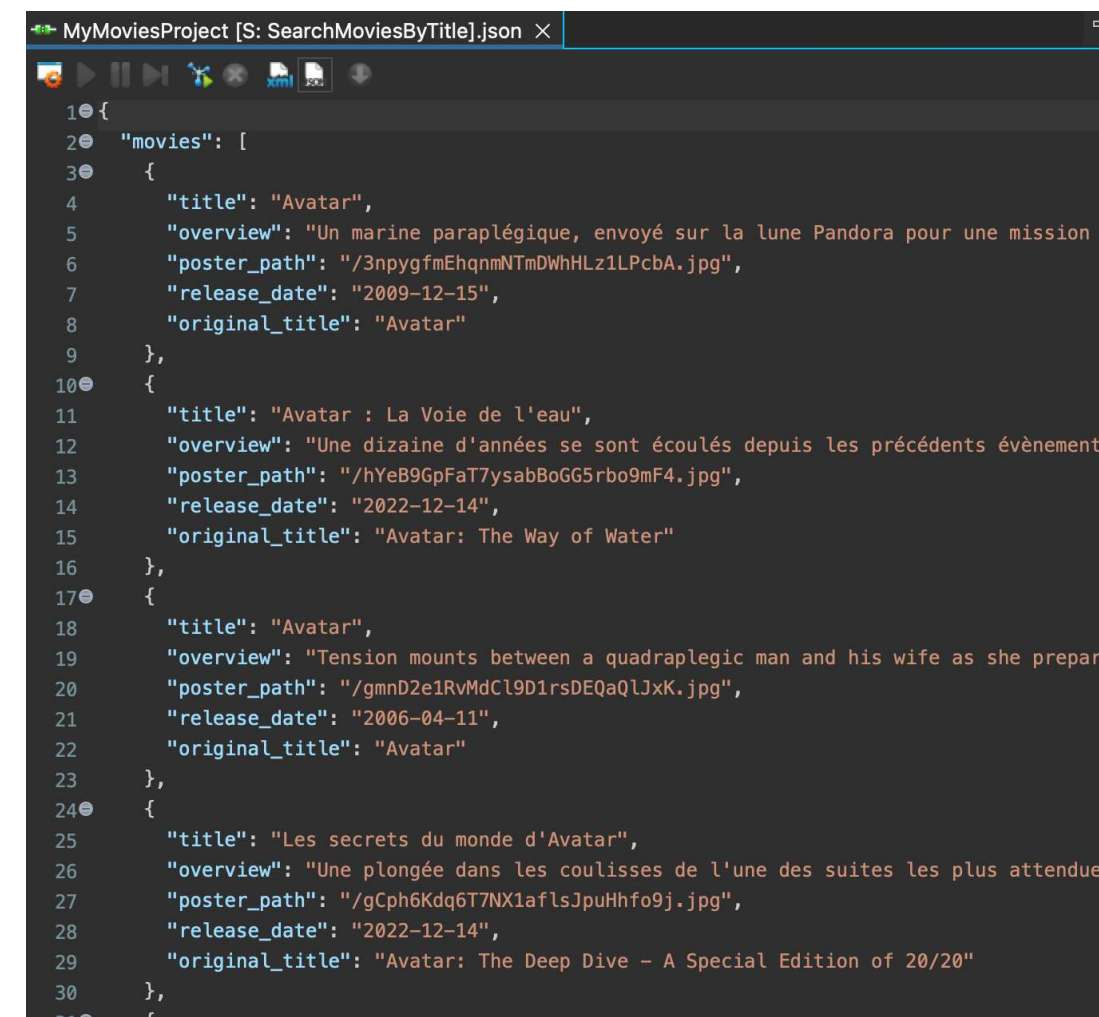 MyMoviesProject [S: SearchMoviesByTitle].json
xml
JSON
1 {
2 "movies": [
3 {
4 "title": "Avatar",
5 "overview": "Un marine paraplégique, envoyé sur la lune Pandora pour une mission
6 "poster_path": "/3npygfmEhqnmNTmDWhHLz1LPcbA.jpg",
7 "release_date": "2009-12-15",
8 "original_title": "Avatar"
9 },
10 {
11 "title": "Avatar : La Voie de l'eau",
12 "overview": "Une dizaine d'années se sont écoulés depuis les précédents évènement
13 "poster_path": "/hYeB9GpFaT7ysabBoGG5rbo9mF4.jpg",
14 "release_date": "2022-12-14",
15 "original_title": "Avatar: The Way of Water"
16 },
17 {
18 "title": "Avatar",
19 "overview": "Tension mounts between a quadraplegic man and his wife as she prepar
20 "poster_path": "/gmnD2e1RvMdCl9D1rsDEQaQlJxK.jpg",
21 "release_date": "2006-04-11",
22 "original_title": "Avatar"
23 },
24 {
25 "title": "Les secrets du monde d'Avatar",
26 "overview": "Une plongée dans les coulisses de l'une des suites les plus attendue
27 "poster_path": "/gCph6Kdq6T7NX1aflsJpuHhfo9j.jpg",
28 "release_date": "2022-12-14",
29 "original_title": "Avatar: The Deep Dive – A Special Edition of 20/20"
30 },